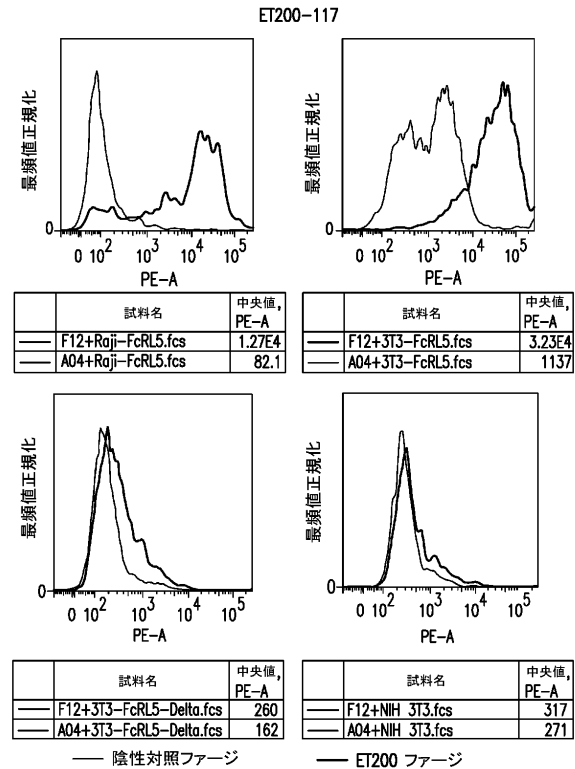 ET200-117
最頻値正規化
0
0 10² 10³ 10⁴ 10⁵
PE-A
最頻値正規化
0
0 10² 10³ 10⁴ 10⁵
PE-A
試料名 中央値, PE-A
F12+Raji-FcRL5.fcs 1.27E4
A04+Raji-FcRL5.fcs 82.1
試料名 中央値, PE-A
F12+3T3-FcRL5.fcs 3.23E4
A04+3T3-FcRL5.fcs 1137
最頻値正規化
0
0 10² 10³ 10⁴ 10⁵
PE-A
最頻値正規化
0
0 10² 10³ 10⁴ 10⁵
PE-A
試料名 中央値, PE-A
F12+3T3-FcRL5-Delta.fcs 260
A04+3T3-FcRL5-Delta.fcs 162
試料名 中央値, PE-A
F12+NIH 3T3.fcs 317
A04+NIH 3T3.fcs 271
陰性対照ファージ ET200 ファージ